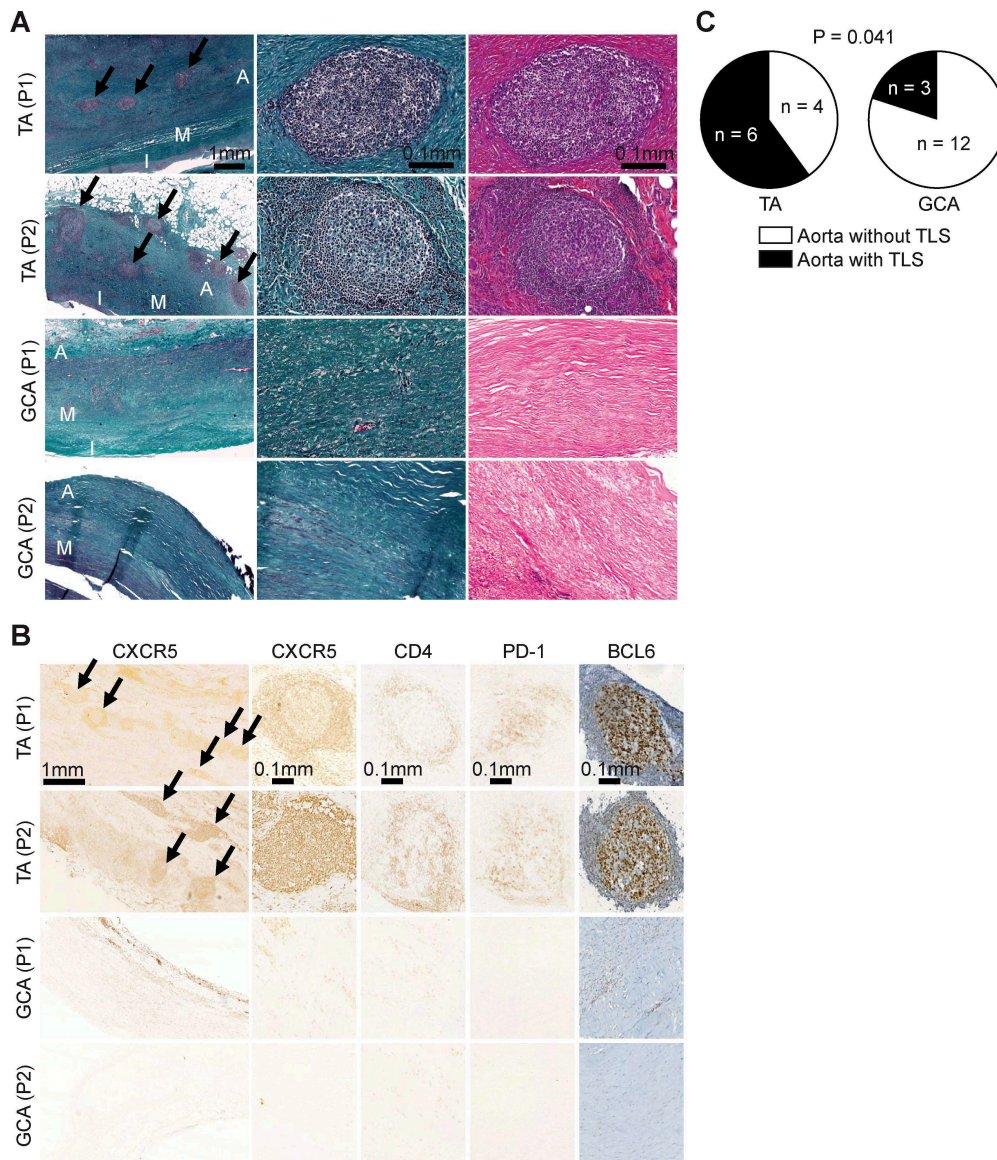 A
TA (P1)
A
M
I
1mm
0.1mm
0.1mm
TA (P2)
I
M
A
GCA (P1)
A
M
I
GCA (P2)
A
M
C
P = 0.041
n = 6
n = 4
n = 3
n = 12
TA
GCA
Aorta without TLS
Aorta with TLS
B
CXCR5
CXCR5
CD4
PD-1
BCL6
TA (P1)
1mm
0.1mm
0.1mm
0.1mm
0.1mm
TA (P2)
GCA (P1)
GCA (P2)